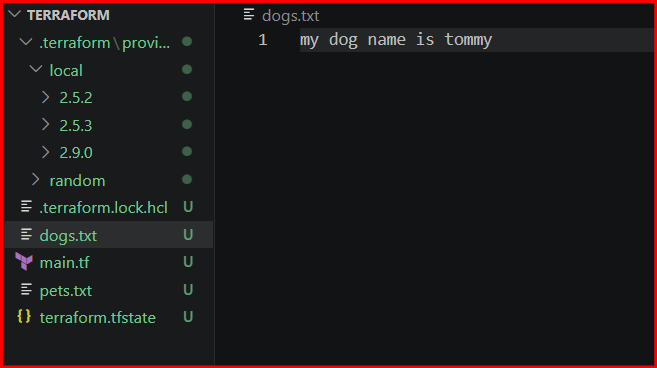 TERRAFORM
.terraform\provi...
local
2.5.2
2.5.3
2.9.0
random
.terraform.lock.hcl U
dogs.txt U
main.tf U
pets.txt U
{} terraform.tfstate U
dogs.txt
1 my dog name is tommy